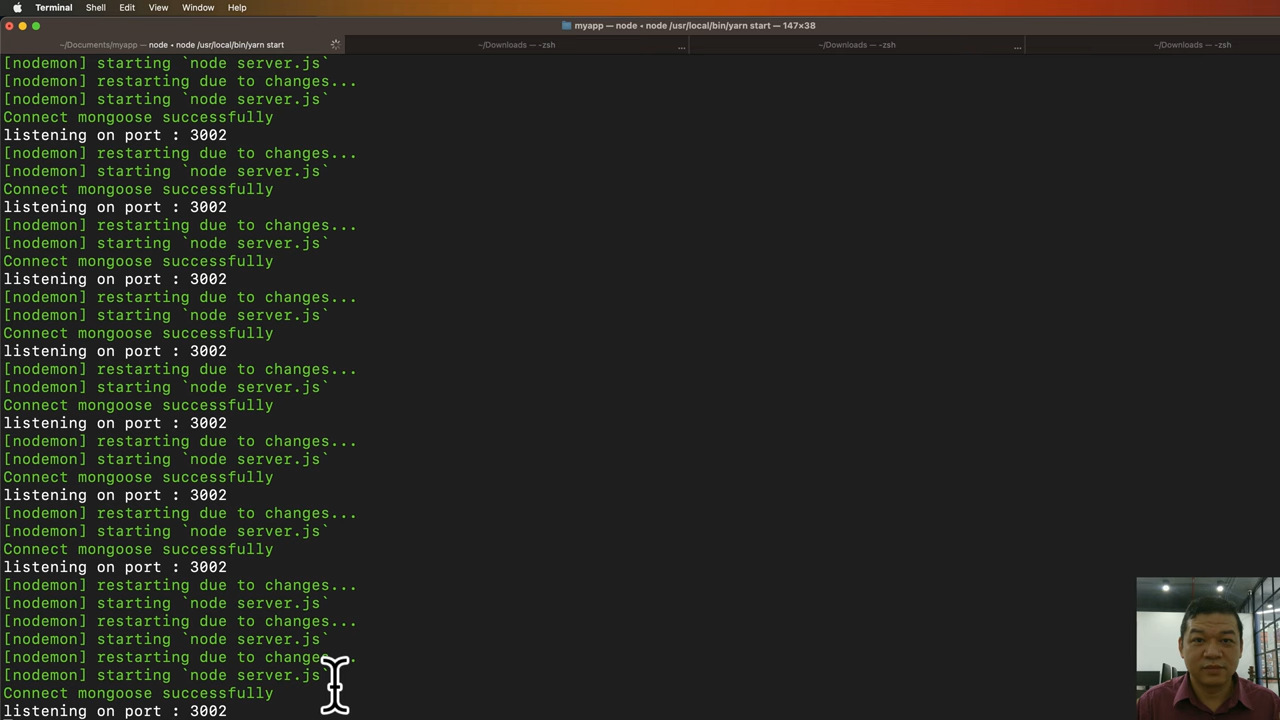 Terminal Shell Edit View Window Help
myapp — node • node /usr/local/bin/yarn start — 147×38
~/Documents/myapp — node • node /usr/local/bin/yarn start
~/Downloads — -zsh ...
~/Downloads — -zsh ...
~/Downloads — -zsh
[nodemon] starting `node server.js`
[nodemon] restarting due to changes...
[nodemon] starting `node server.js`
Connect mongoose successfully
listening on port : 3002
[nodemon] restarting due to changes...
[nodemon] starting `node server.js`
Connect mongoose successfully
listening on port : 3002
[nodemon] restarting due to changes...
[nodemon] starting `node server.js`
Connect mongoose successfully
listening on port : 3002
[nodemon] restarting due to changes...
[nodemon] starting `node server.js`
Connect mongoose successfully
listening on port : 3002
[nodemon] restarting due to changes...
[nodemon] starting `node server.js`
Connect mongoose successfully
listening on port : 3002
[nodemon] restarting due to changes...
[nodemon] starting `node server.js`
Connect mongoose successfully
listening on port : 3002
[nodemon] restarting due to changes...
[nodemon] starting `node server.js`
Connect mongoose successfully
listening on port : 3002
[nodemon] restarting due to changes...
[nodemon] starting `node server.js`
[nodemon] restarting due to changes...
[nodemon] starting `node server.js`
[nodemon] restarting due to changes...
[nodemon] starting `node server.js`
Connect mongoose successfully
listening on port : 3002